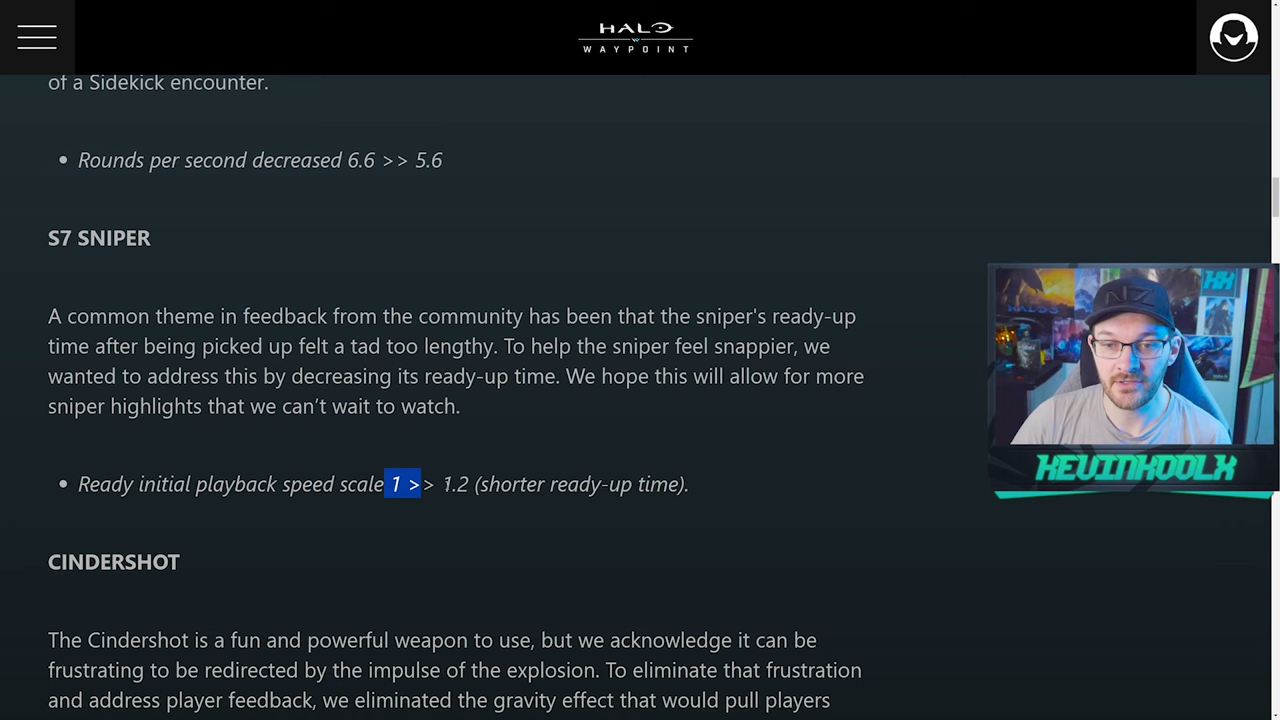 HALO
WAYPOINT
of a Sidekick encounter.
• Rounds per second decreased 6.6 >> 5.6
S7 SNIPER
A common theme in feedback from the community has been that the sniper's ready-up
time after being picked up felt a tad too lengthy. To help the sniper feel snappier, we
wanted to address this by decreasing its ready-up time. We hope this will allow for more
sniper highlights that we can’t wait to watch.
• Ready initial playback speed scale 1 >> 1.2 (shorter ready-up time).
N7
KEVINKOOLX
CINDERSHOT
The Cindershot is a fun and powerful weapon to use, but we acknowledge it can be
frustrating to be redirected by the impulse of the explosion. To eliminate that frustration
and address player feedback, we eliminated the gravity effect that would pull players